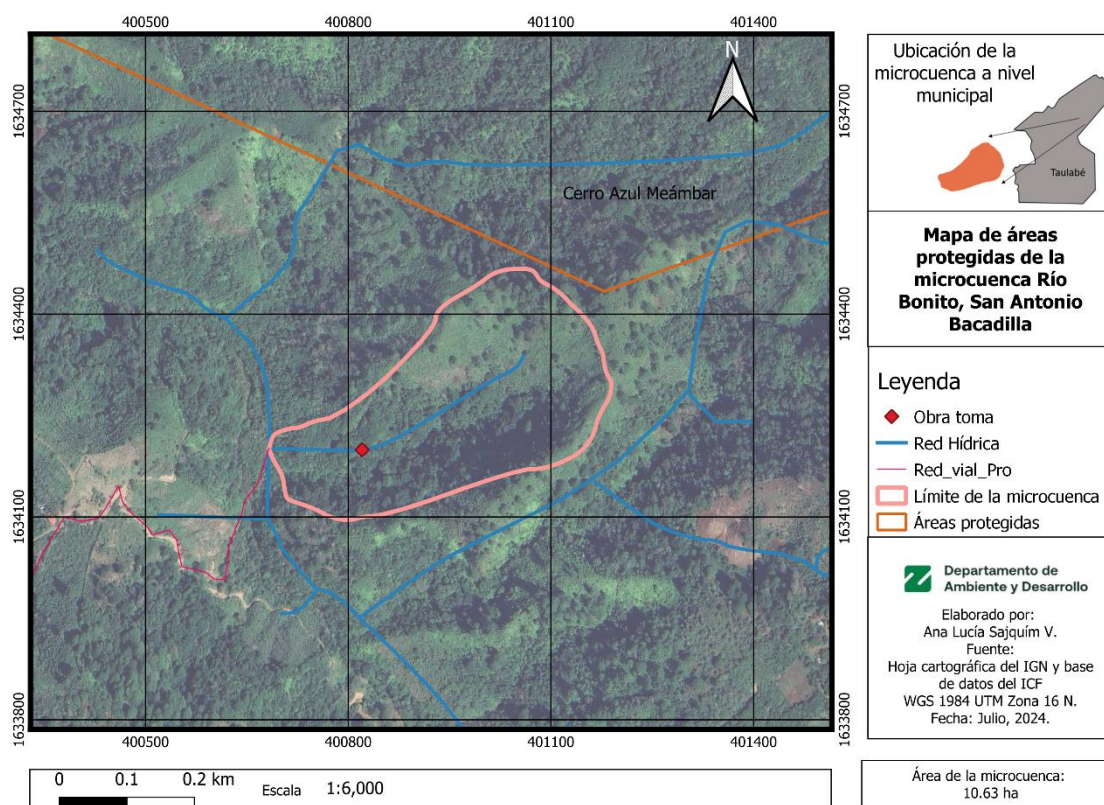 400500
400800
401100
401400
1634700
1634400
1634100
1633800
N
Cerro Azul Meámbar
1634700
1634400
1634100
1633800
400500
400800
401100
401400
0
0.1
0.2 km
Escala
1:6,000
Ubicación de la
microcuenca a nivel
municipal
Taulabé
Mapa de áreas
protegidas de la
microcuenca Río
Bonito, San Antonio
Bacadilla
Leyenda
Obra toma
Red Hídrica
Red_vial_Pro
Límite de la microcuenca
Áreas protegidas
Departamento de
Ambiente y Desarrollo
Elaborado por:
Ana Lucía Sajquím V.
Fuente:
Hoja cartográfica del IGN y base
de datos del ICF
WGS 1984 UTM Zona 16 N.
Fecha: Julio, 2024.
Área de la microcuenca:
10.63 ha